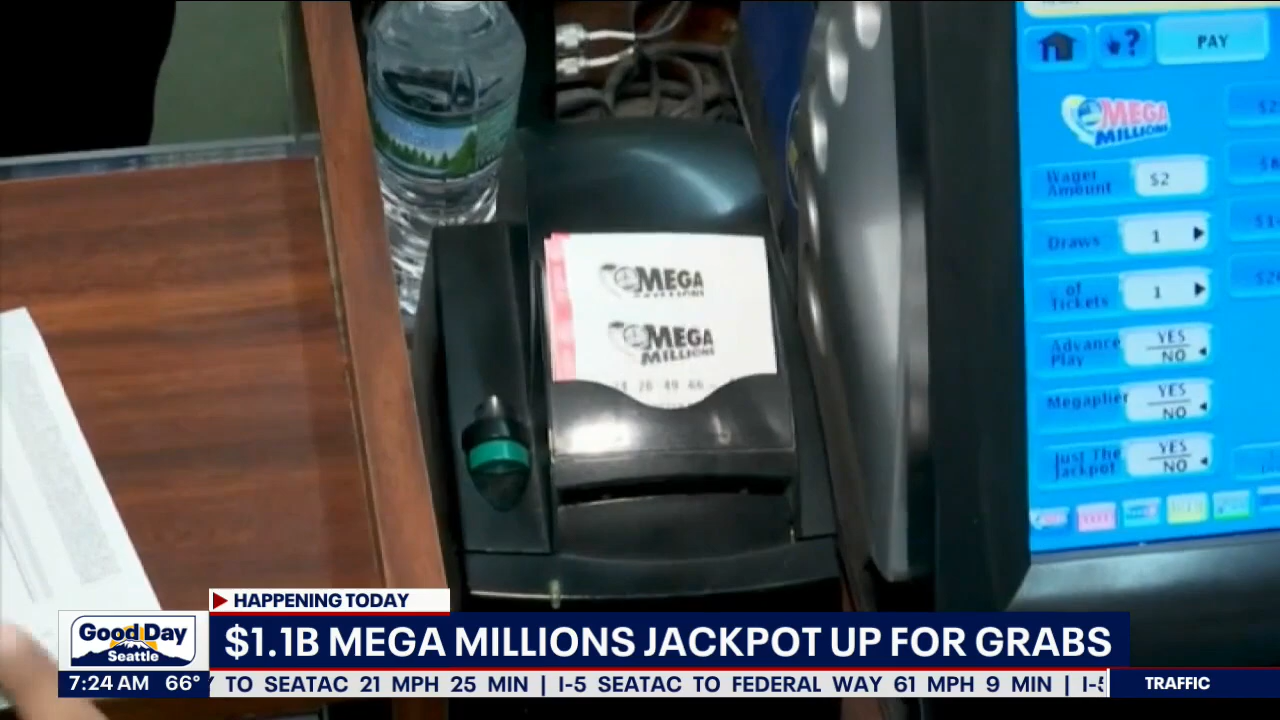 ?
PAY
MEGA
MILLIONS
Wager
Amount
$2
Draws
1
of
Tickets
1
Advance
Play
YES
NO
Megaplier
YES
NO
Just The
Jackpot
YES
NO
MEGA
MEGA
MILLIONS
HAPPENING TODAY
Good Day
Seattle
$1.1B MEGA MILLIONS JACKPOT UP FOR GRABS
7:24 AM 66°
TO SEATAC 21 MPH 25 MIN | I-5 SEATAC TO FEDERAL WAY 61 MPH 9 MIN |
TRAFFIC